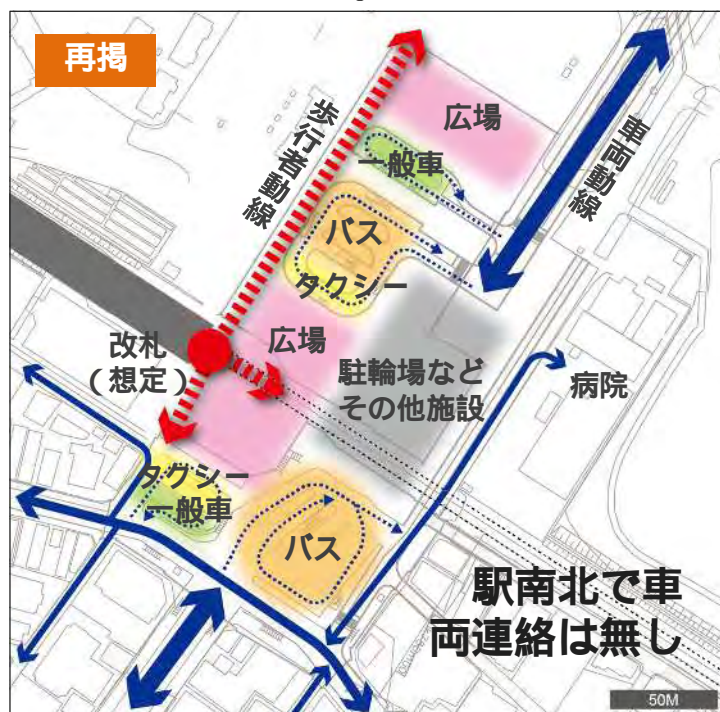 再掲
広場
一般車
歩行者動線
車両動線
バス
タクシー
広場
改札
（想定）
駐輪場など
その他施設
病院
タクシー
一般車
バス
駅南北で車
両連絡は無し
50M